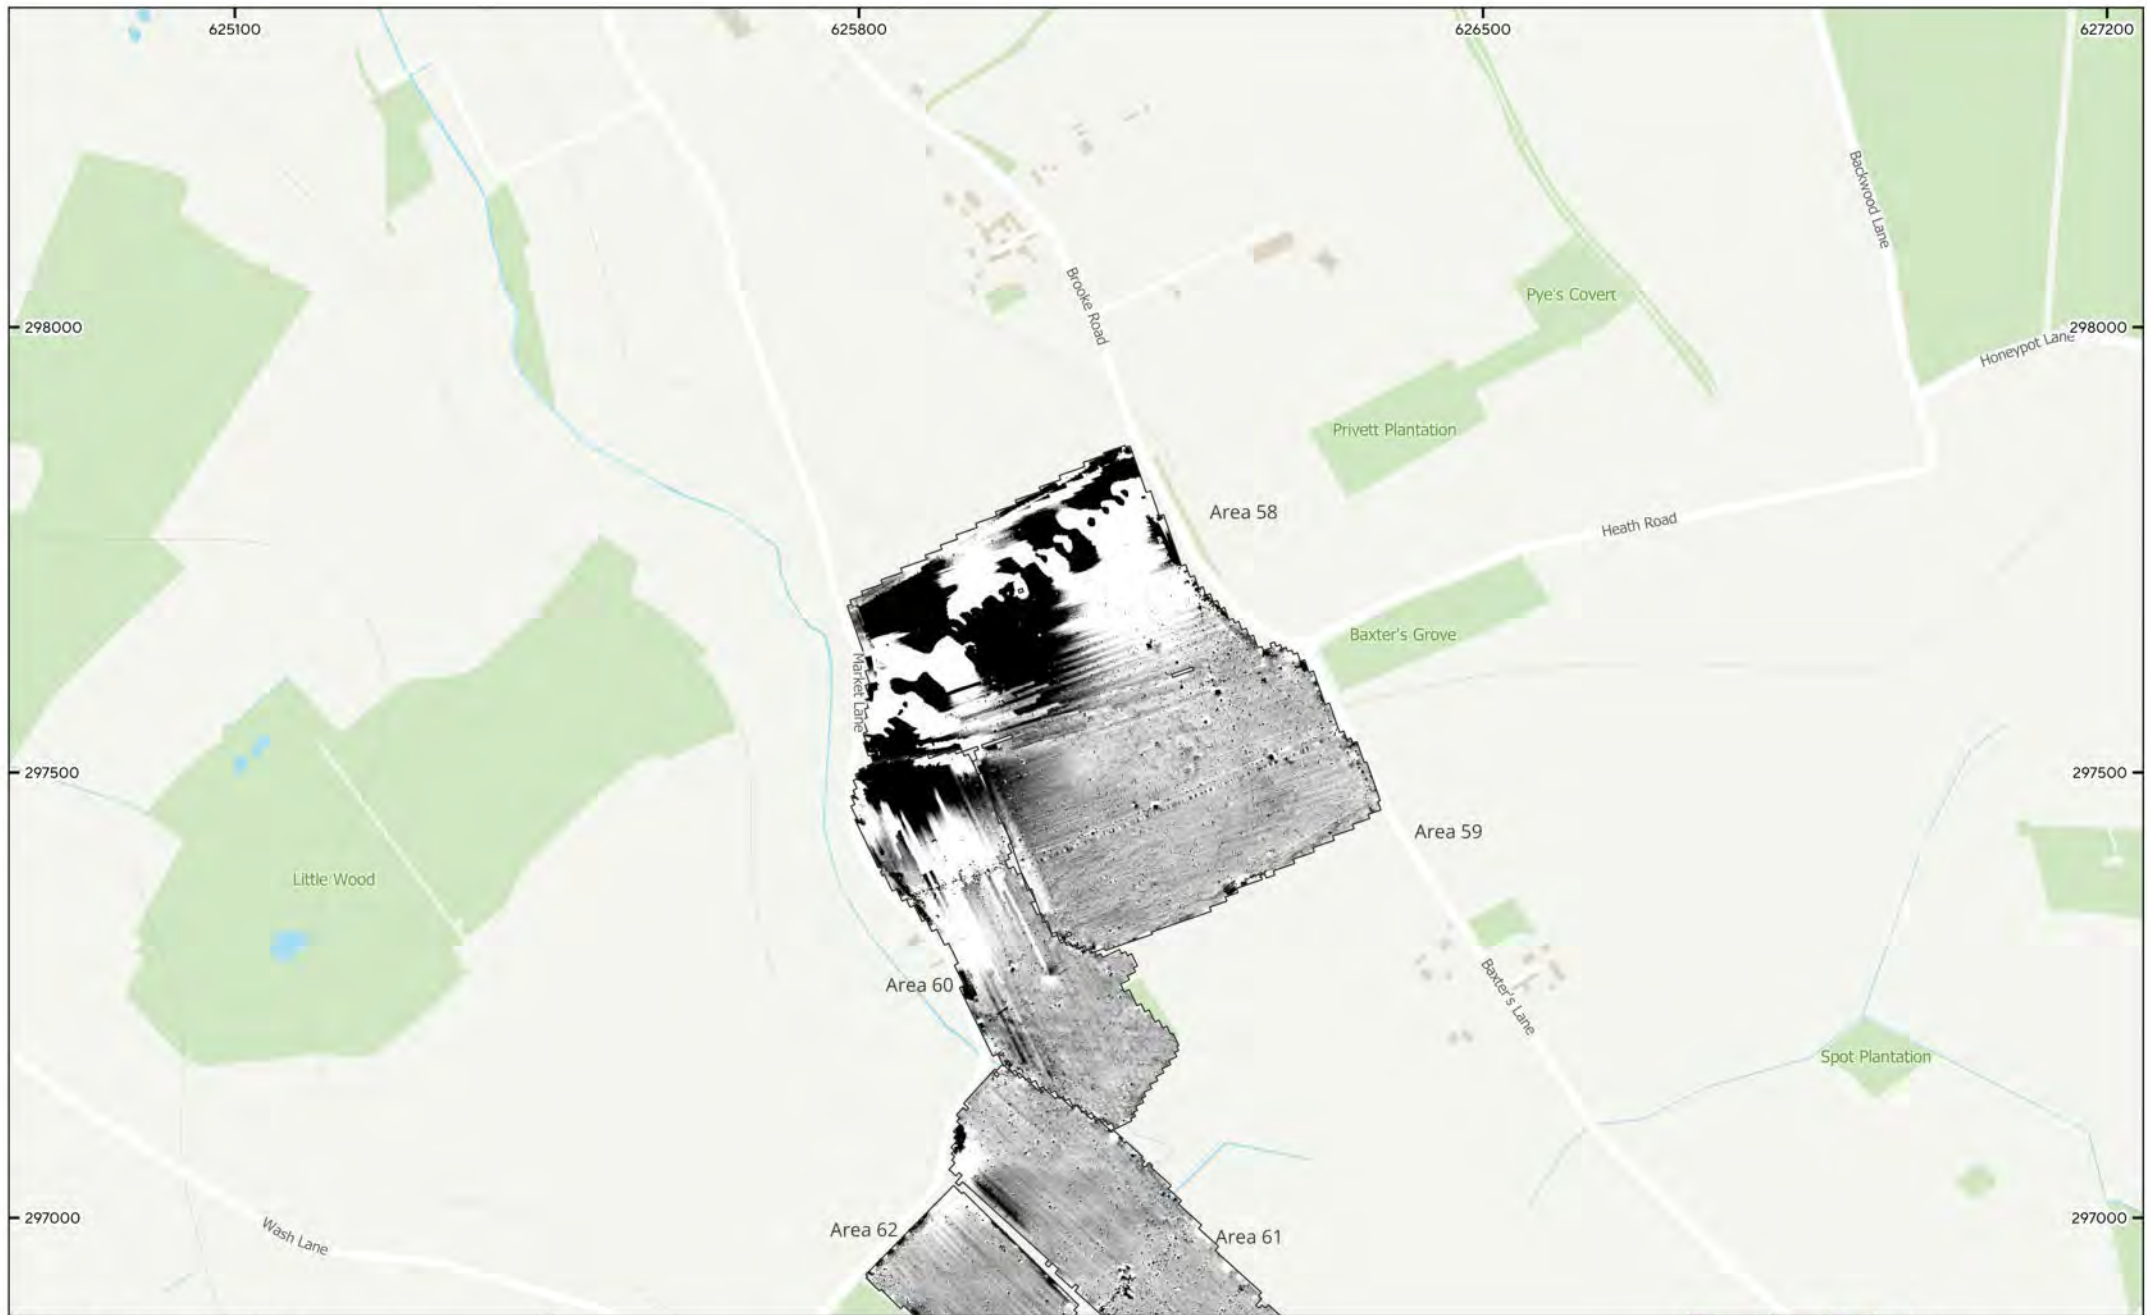 625100
625800
626500
627200
Backwood Lane
Brooke Road
Pye's Covert
298000
298000
Honeypot Lane
Privett Plantation
Area 58
Heath Road
Baxter's Grove
Market Lane
297500
297500
Area 59
Little Wood
Area 60
Baxter's Lane
Spot Plantation
297000
297000
Wash Lane
Area 62
Area 61